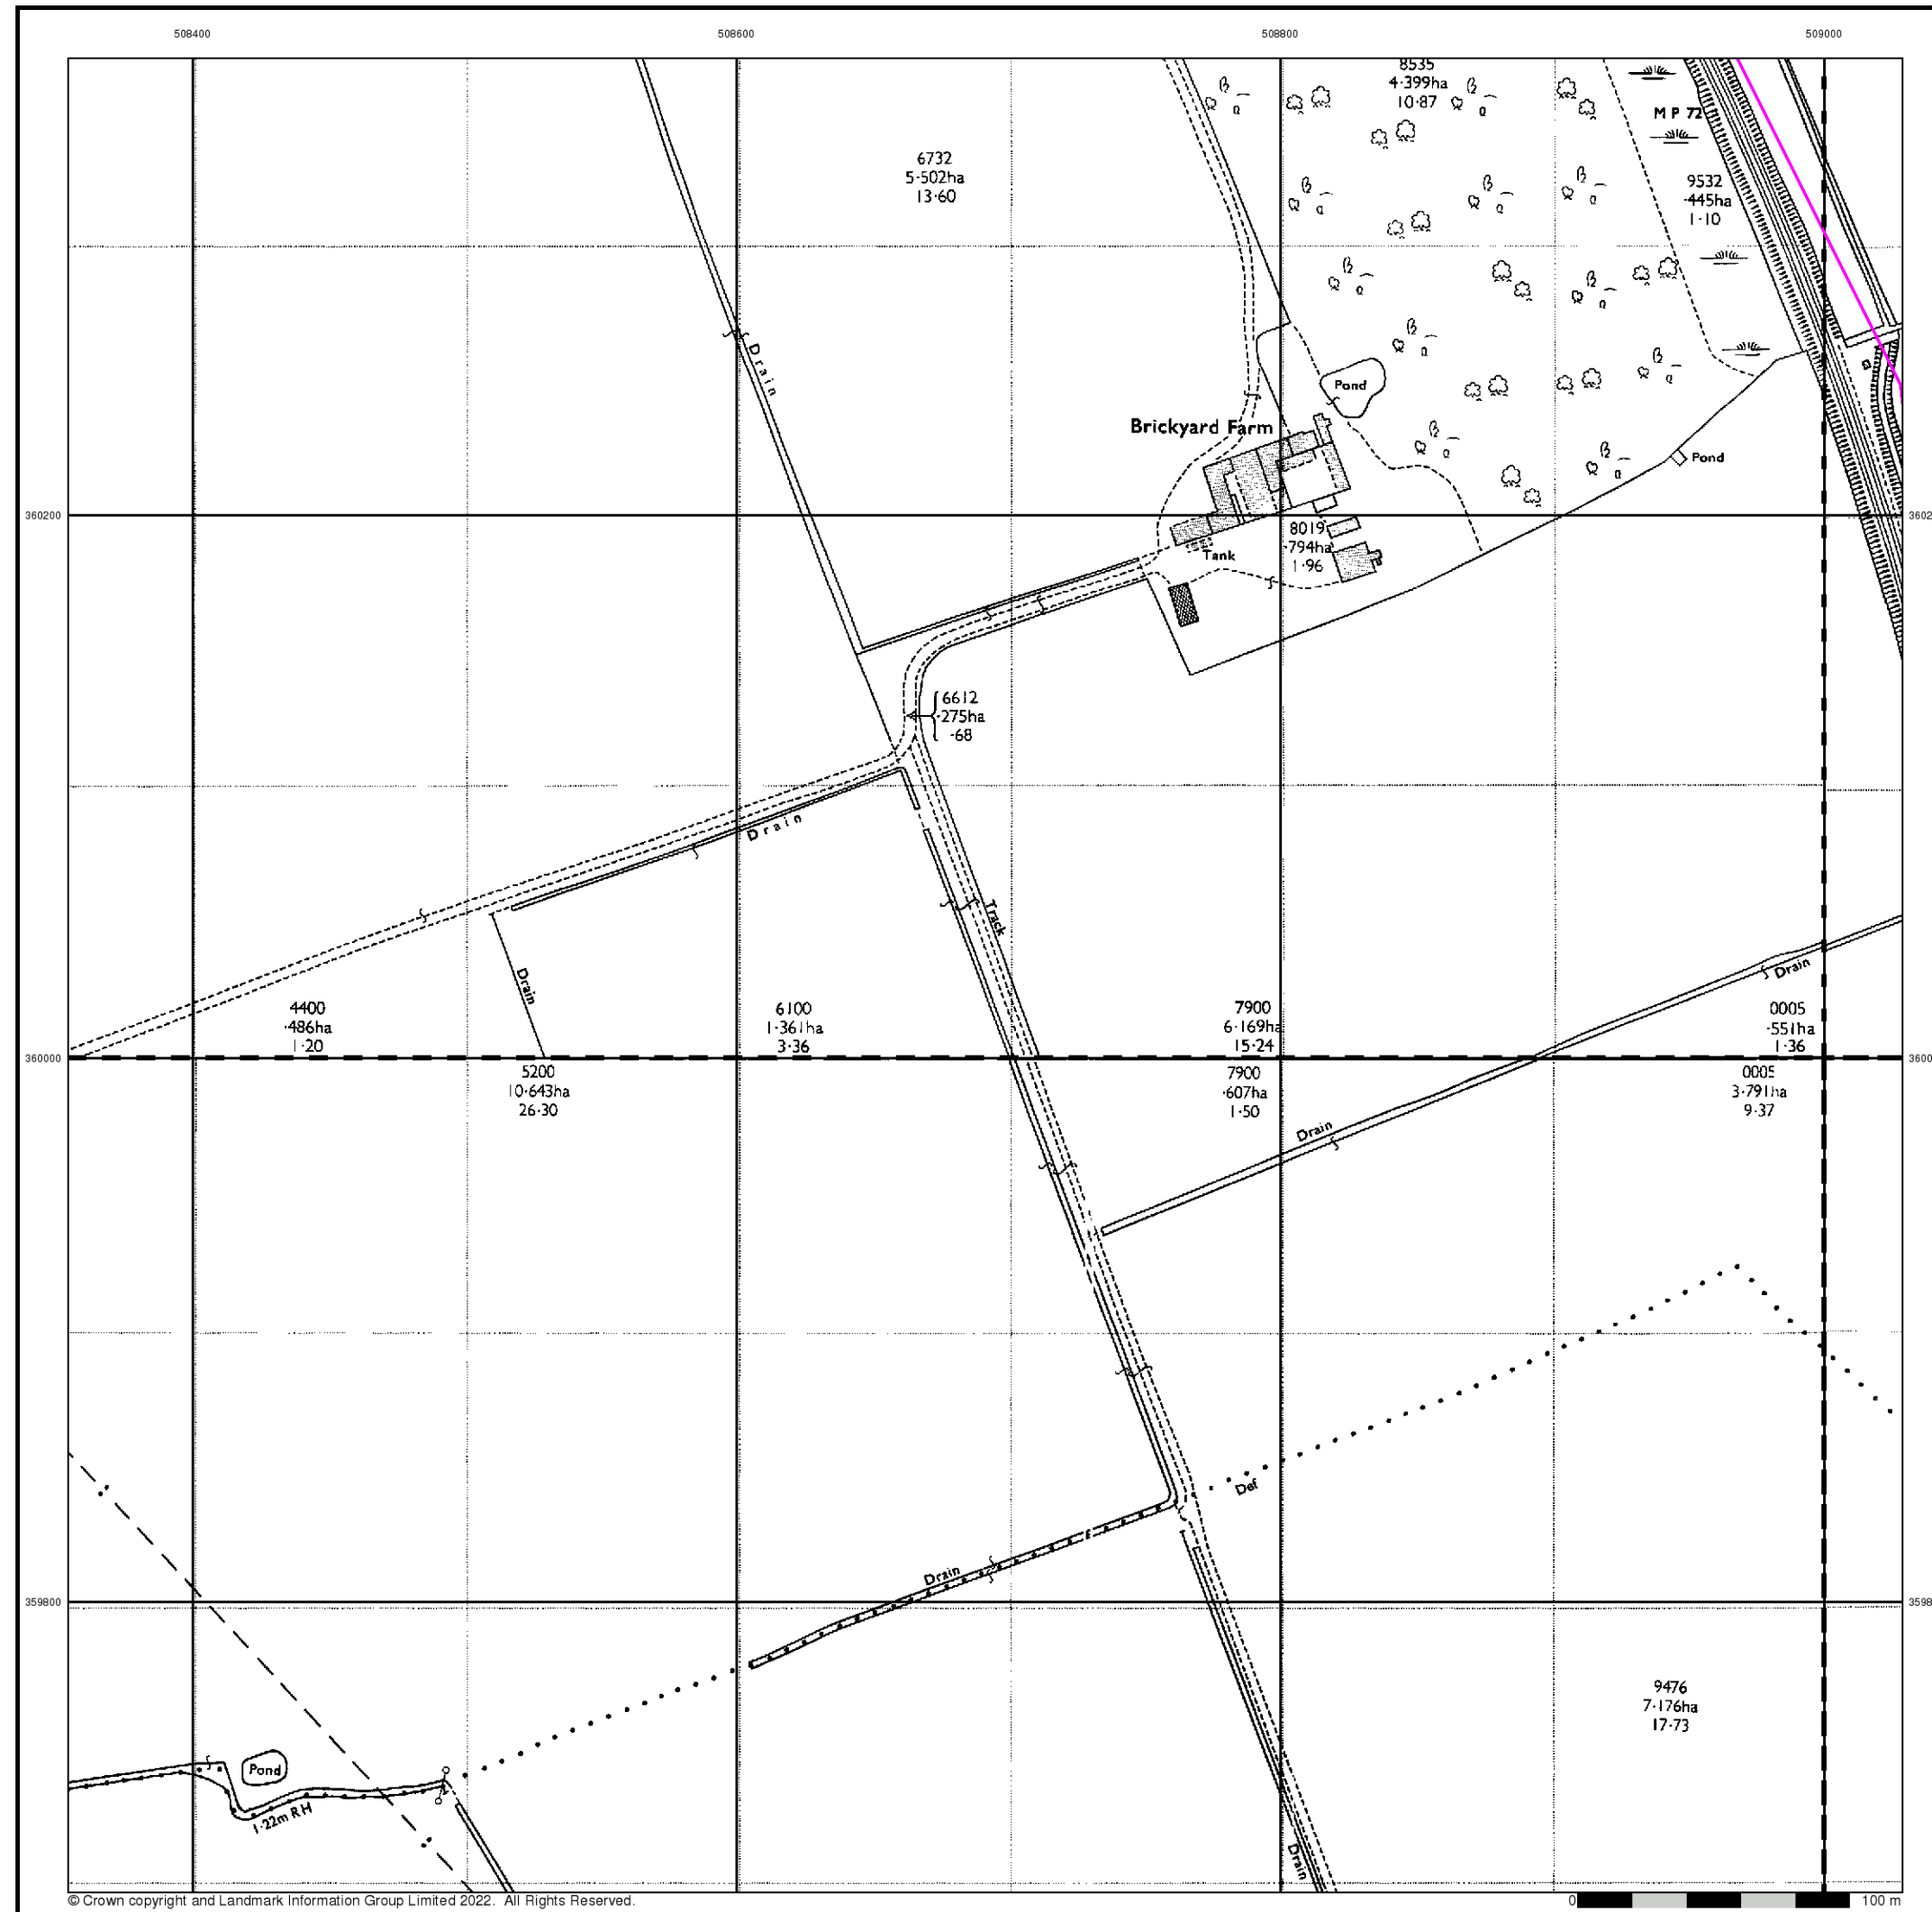 508400
508600
508800
509000
8535
4·399ha
10·87
M P 72
6732
5·502ha
13·60
9532
·445ha
1·10
Drain
Pond
Brickyard Farm
Pond
360200
3602
8019
·794ha
1·96
Tank
6612
·275ha
·68
Drain
Track
Drain
Drain
4400
·486ha
1·20
6100
1·361ha
3·36
7900
6·169ha
15·24
0005
·551ha
1·36
360000
3600
5200
10·643ha
26·30
7900
·607ha
1·50
0005
3·791ha
9·37
Drain
Def
Drain
359800
3598
9476
7·176ha
17·73
Pond
1·22m RH
Drain
© Crown copyright and Landmark Information Group Limited 2022. All Rights Reserved.
0
100 m